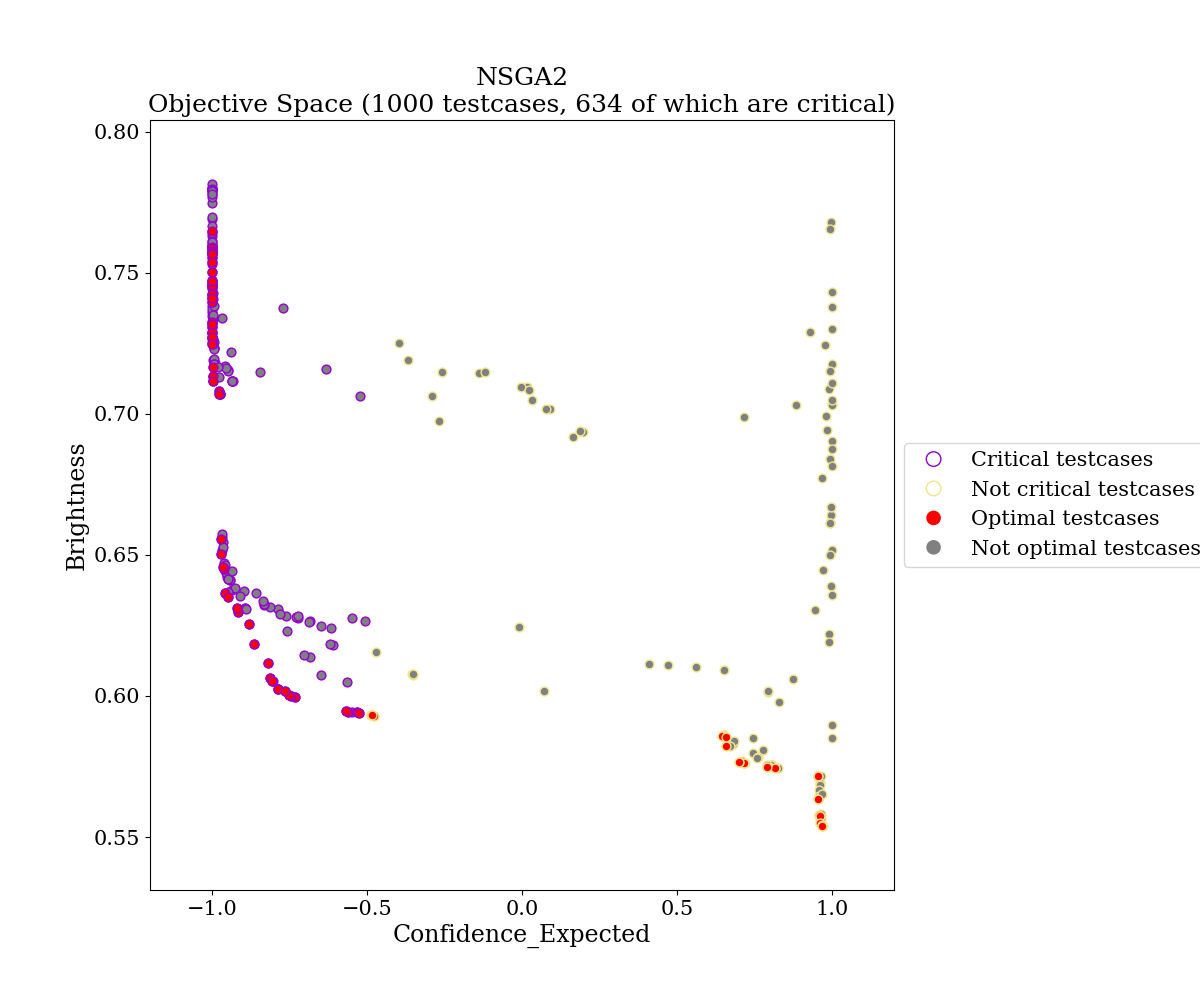 NSGA2
Objective Space (1000 testcases, 634 of which are critical)
0.80
0.75
0.70
0.65
0.60
0.55
Brightness
−1.0
−0.5
0.0
0.5
1.0
Confidence_Expected
Critical testcases
Not critical testcases
Optimal testcases
Not optimal testcases